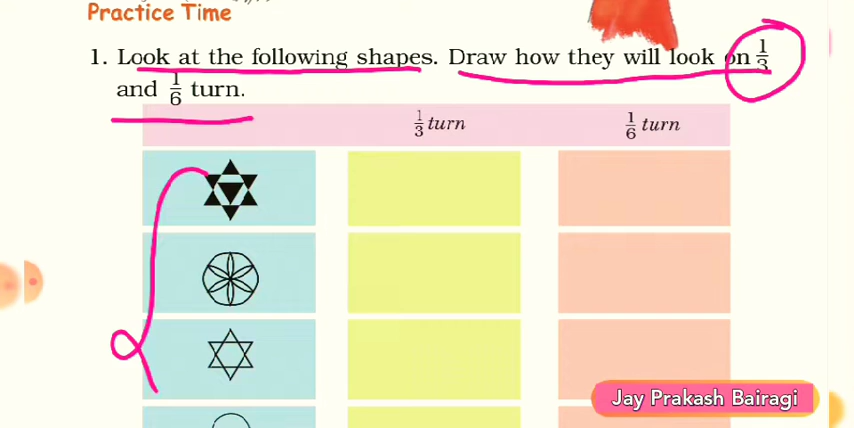 Practice Time
1. Look at the following shapes. Draw how they will look on 1/3
and 1/6 turn.
1/3 turn 1/6 turn
Jay Prakash Bairagi